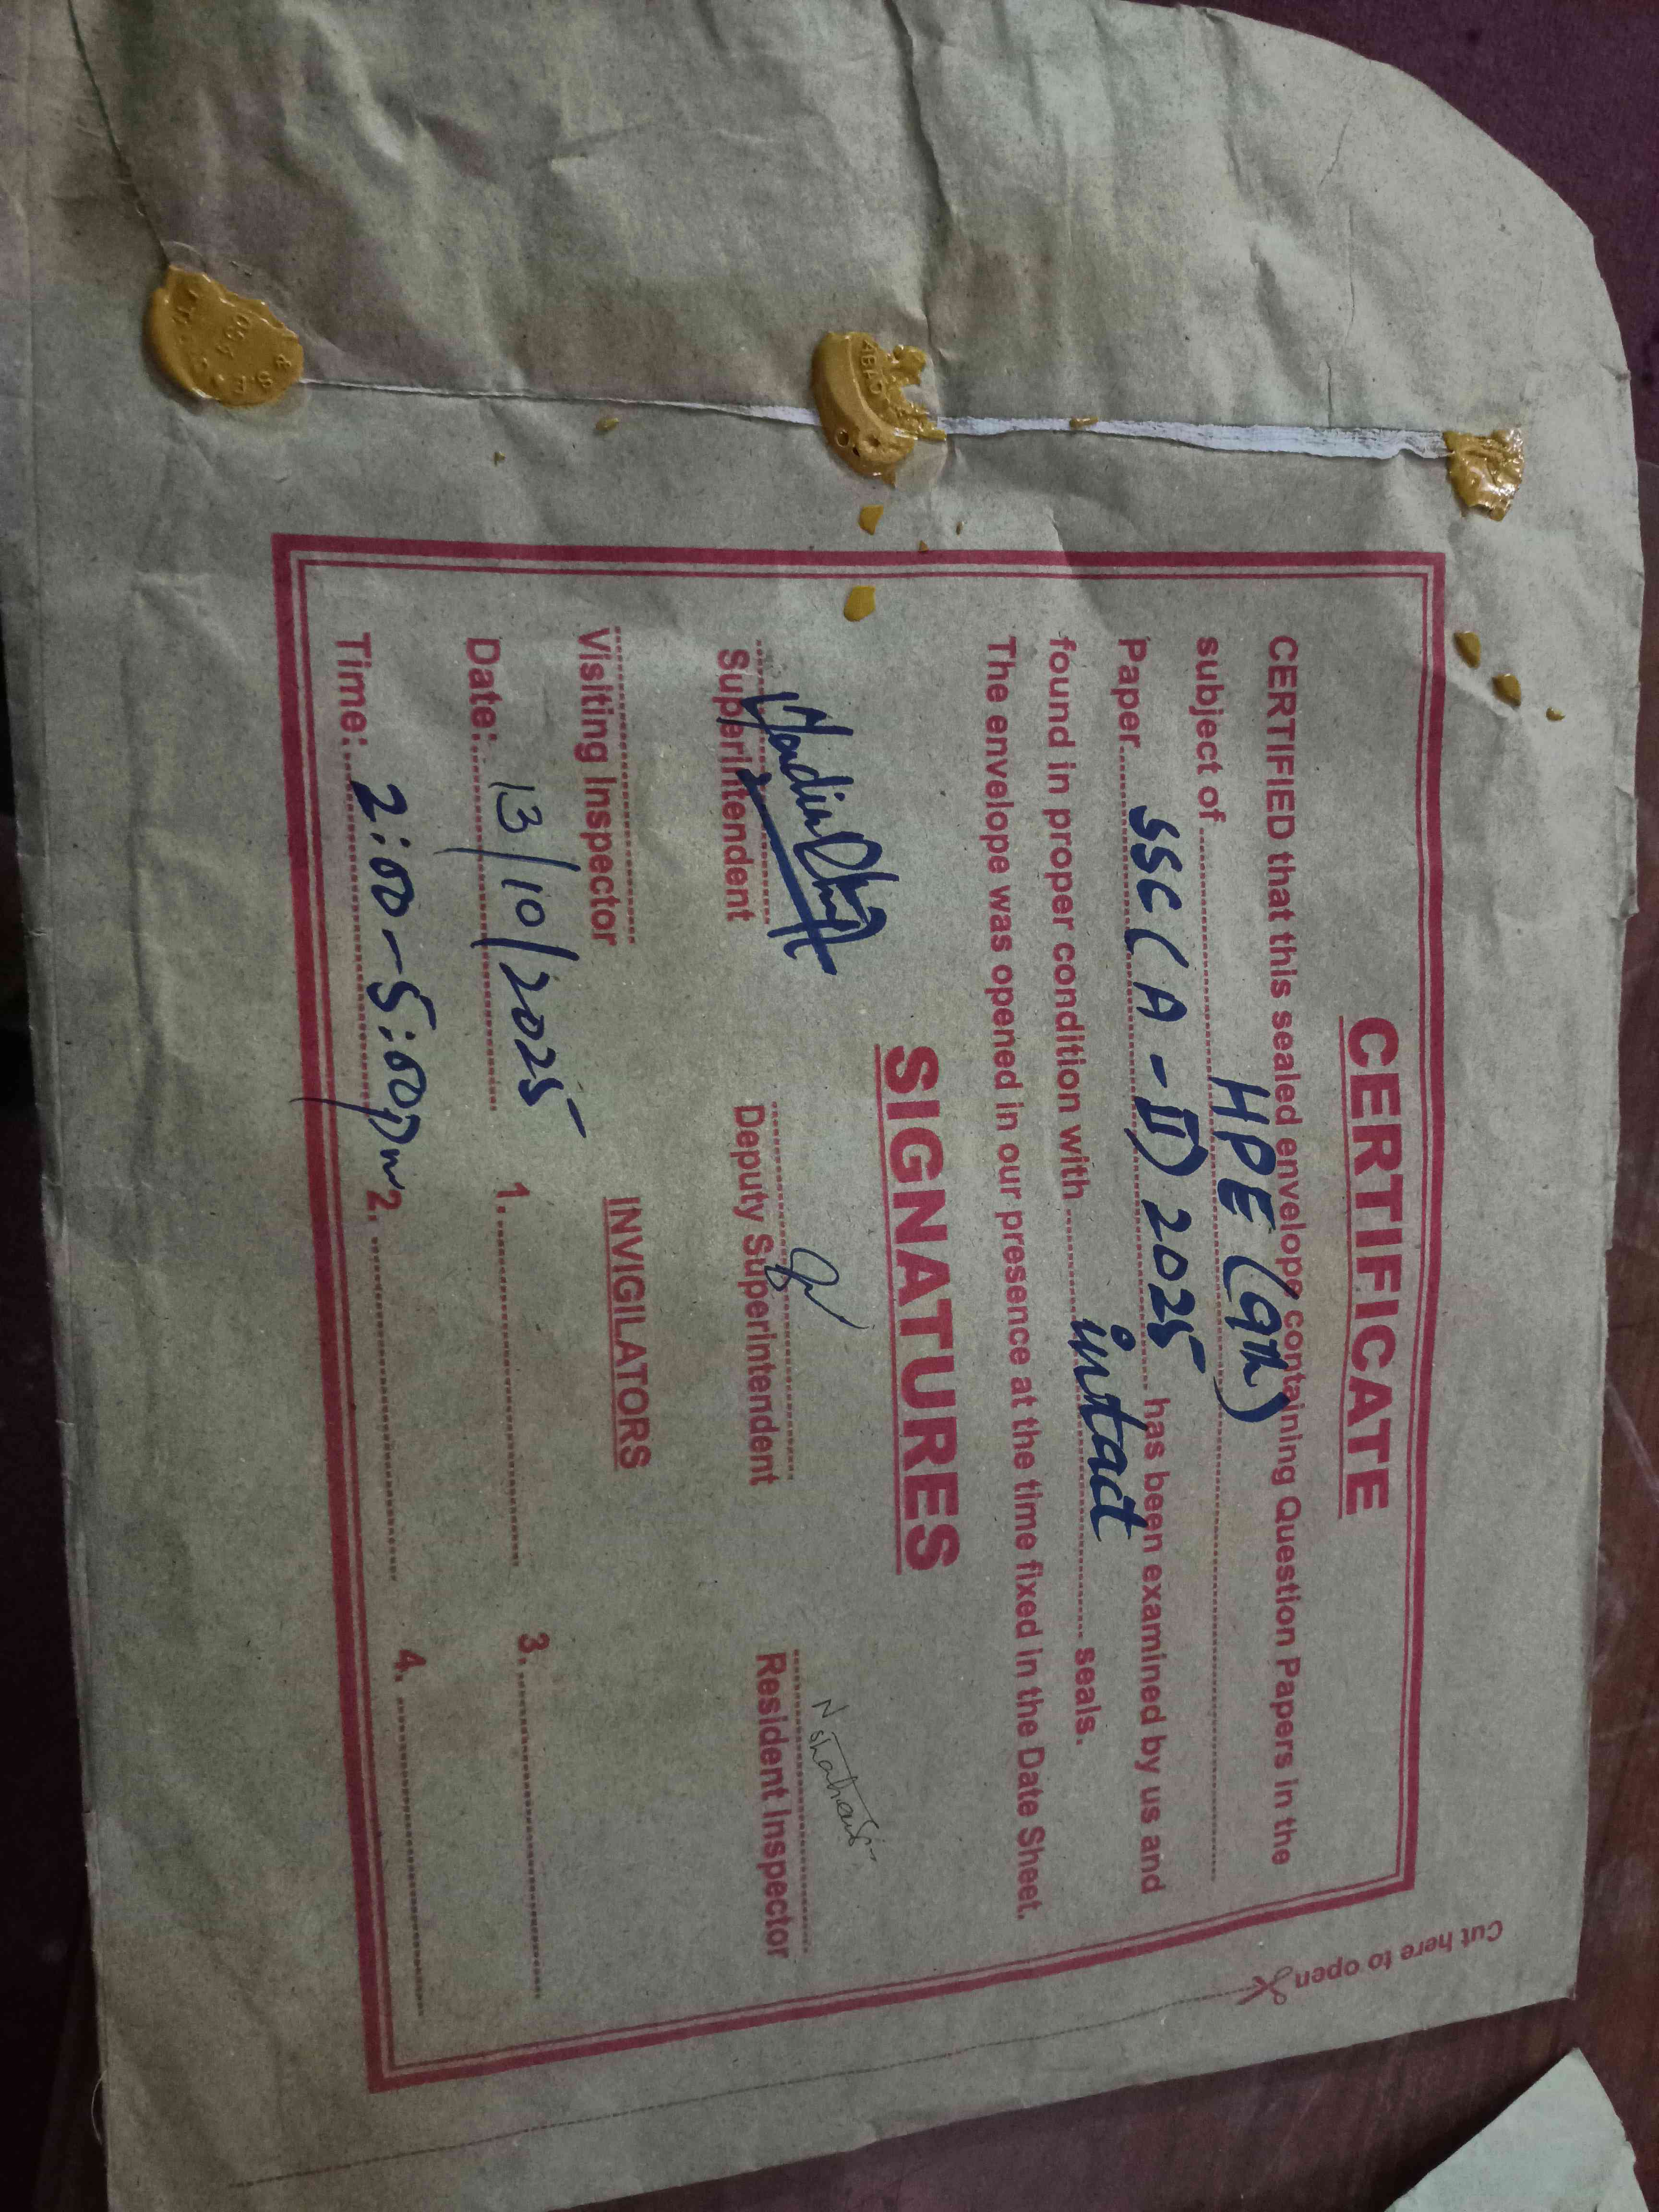 CERTIFICATE
CERTIFIED that this sealed envelope containing Question Papers in the
subject of HPE (9th)
Paper SSC (A-II) 2025 has been examined by us and
found in proper condition with intact seals.
The envelope was opened in our presence at the time fixed in the Date Sheet.
SIGNATURES
Superintendent Deputy Superintendent Resident Inspector
Visiting Inspector
INVIGILATORS
Date: 13/10/2025 1. 3.
Time: 2:00-5:00pm 2. 4.
Cut here to open